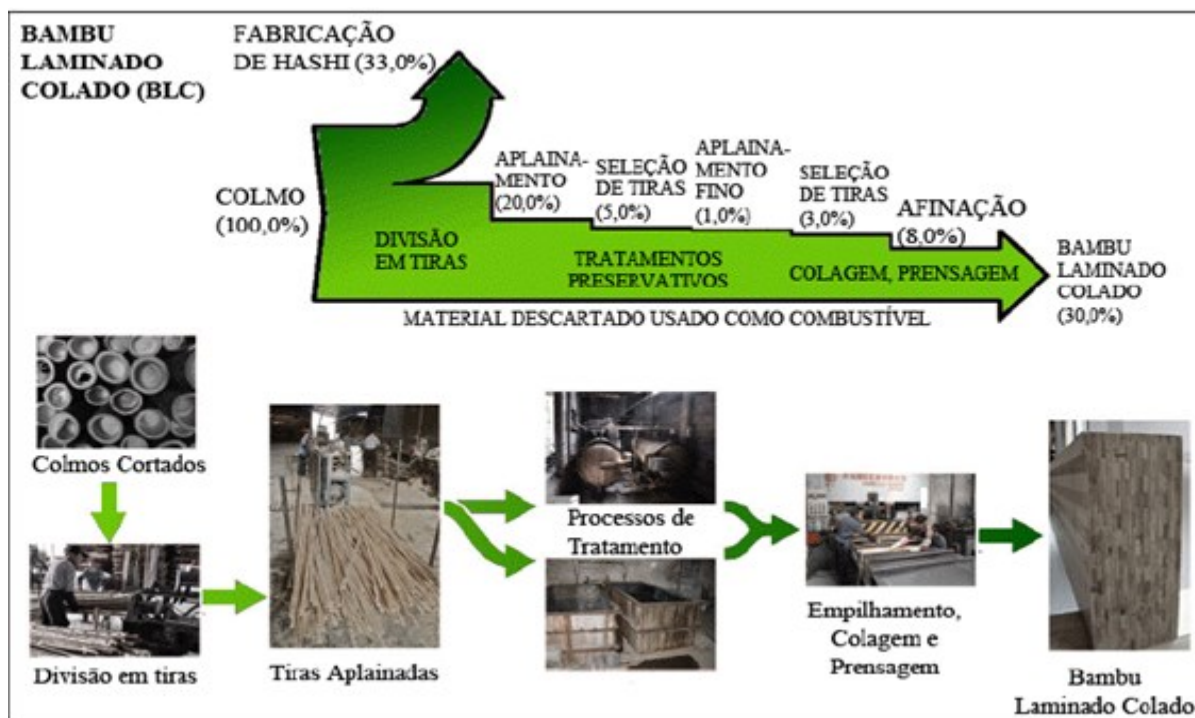 BAMBU
LAMINADO
COLADO (BLC)
FABRICAÇÃO
DE HASHI (33,0%)
COLMO
(100,0%)
DIVISÃO
EM TIRAS
APLAINA-
MENTO
(20,0%)
SELEÇÃO
DE TIRAS
(5,0%)
APLAINA-
MENTO
FINO
(1,0%)
SELEÇÃO
DE TIRAS
(3,0%)
AFINAÇÃO
(8,0%)
TRATAMENTOS
PRESERVATIVOS
COLAGEM, PRENSAGEM
BAMBU
LAMINADO
COLADO
(30,0%)
MATERIAL DESCARTADO USADO COMO COMBUSTÍVEL
Colmos Cortados
Divisão em tiras
Tiras Aplainadas
Processos de
Tratamento
Empilhamento,
Colagem e
Prensagem
Bambu
Laminado Colado